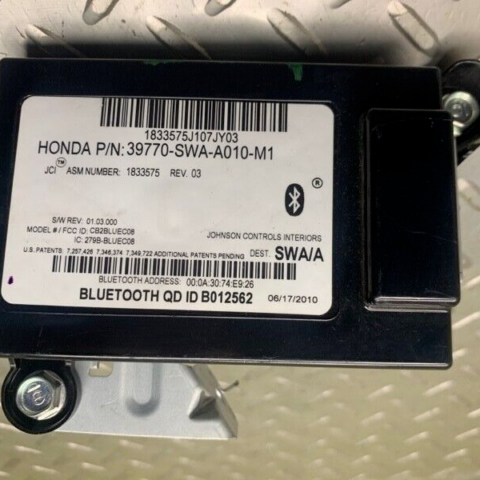 1833575J107JY03
HONDA P/N: 39770-SWA-A010-M1
JCI™ ASM NUMBER: 1833575 REV. 03
®
S/W REV: 01.03.000
MODEL # / FCC ID: CB2BLUEC08
IC: 279B-BLUEC08
JOHNSON CONTROLS INTERIORS
U.S. PATENTS: 7,257,426 7,346,374 7,349,722 ADDITIONAL PATENTS PENDING
DEST. SWA/A
BLUETOOTH ADDRESS: 00:0A:30:74:E9:26
BLUETOOTH QD ID B012562
06/17/2010